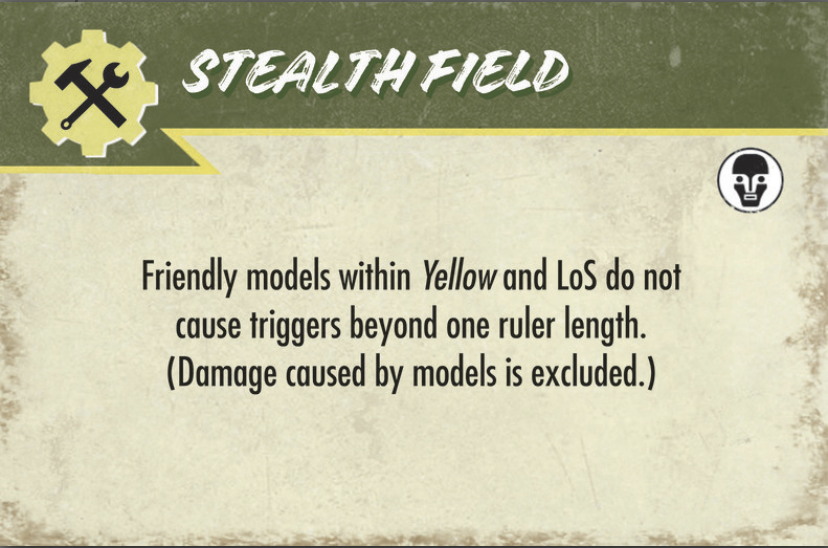 STEALTH FIELD
Friendly models within Yellow and LoS do not
cause triggers beyond one ruler length.
(Damage caused by models is excluded.)